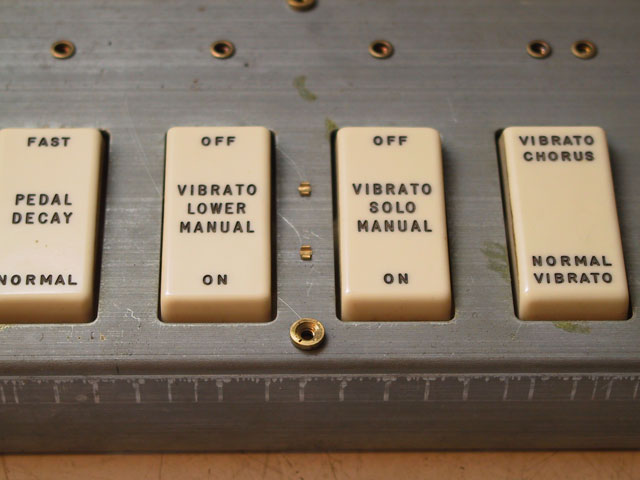 FAST
PEDAL
DECAY
NORMAL
OFF
VIBRATO
LOWER
MANUAL
ON
OFF
VIBRATO
SOLO
MANUAL
ON
VIBRATO
CHORUS
NORMAL
VIBRATO